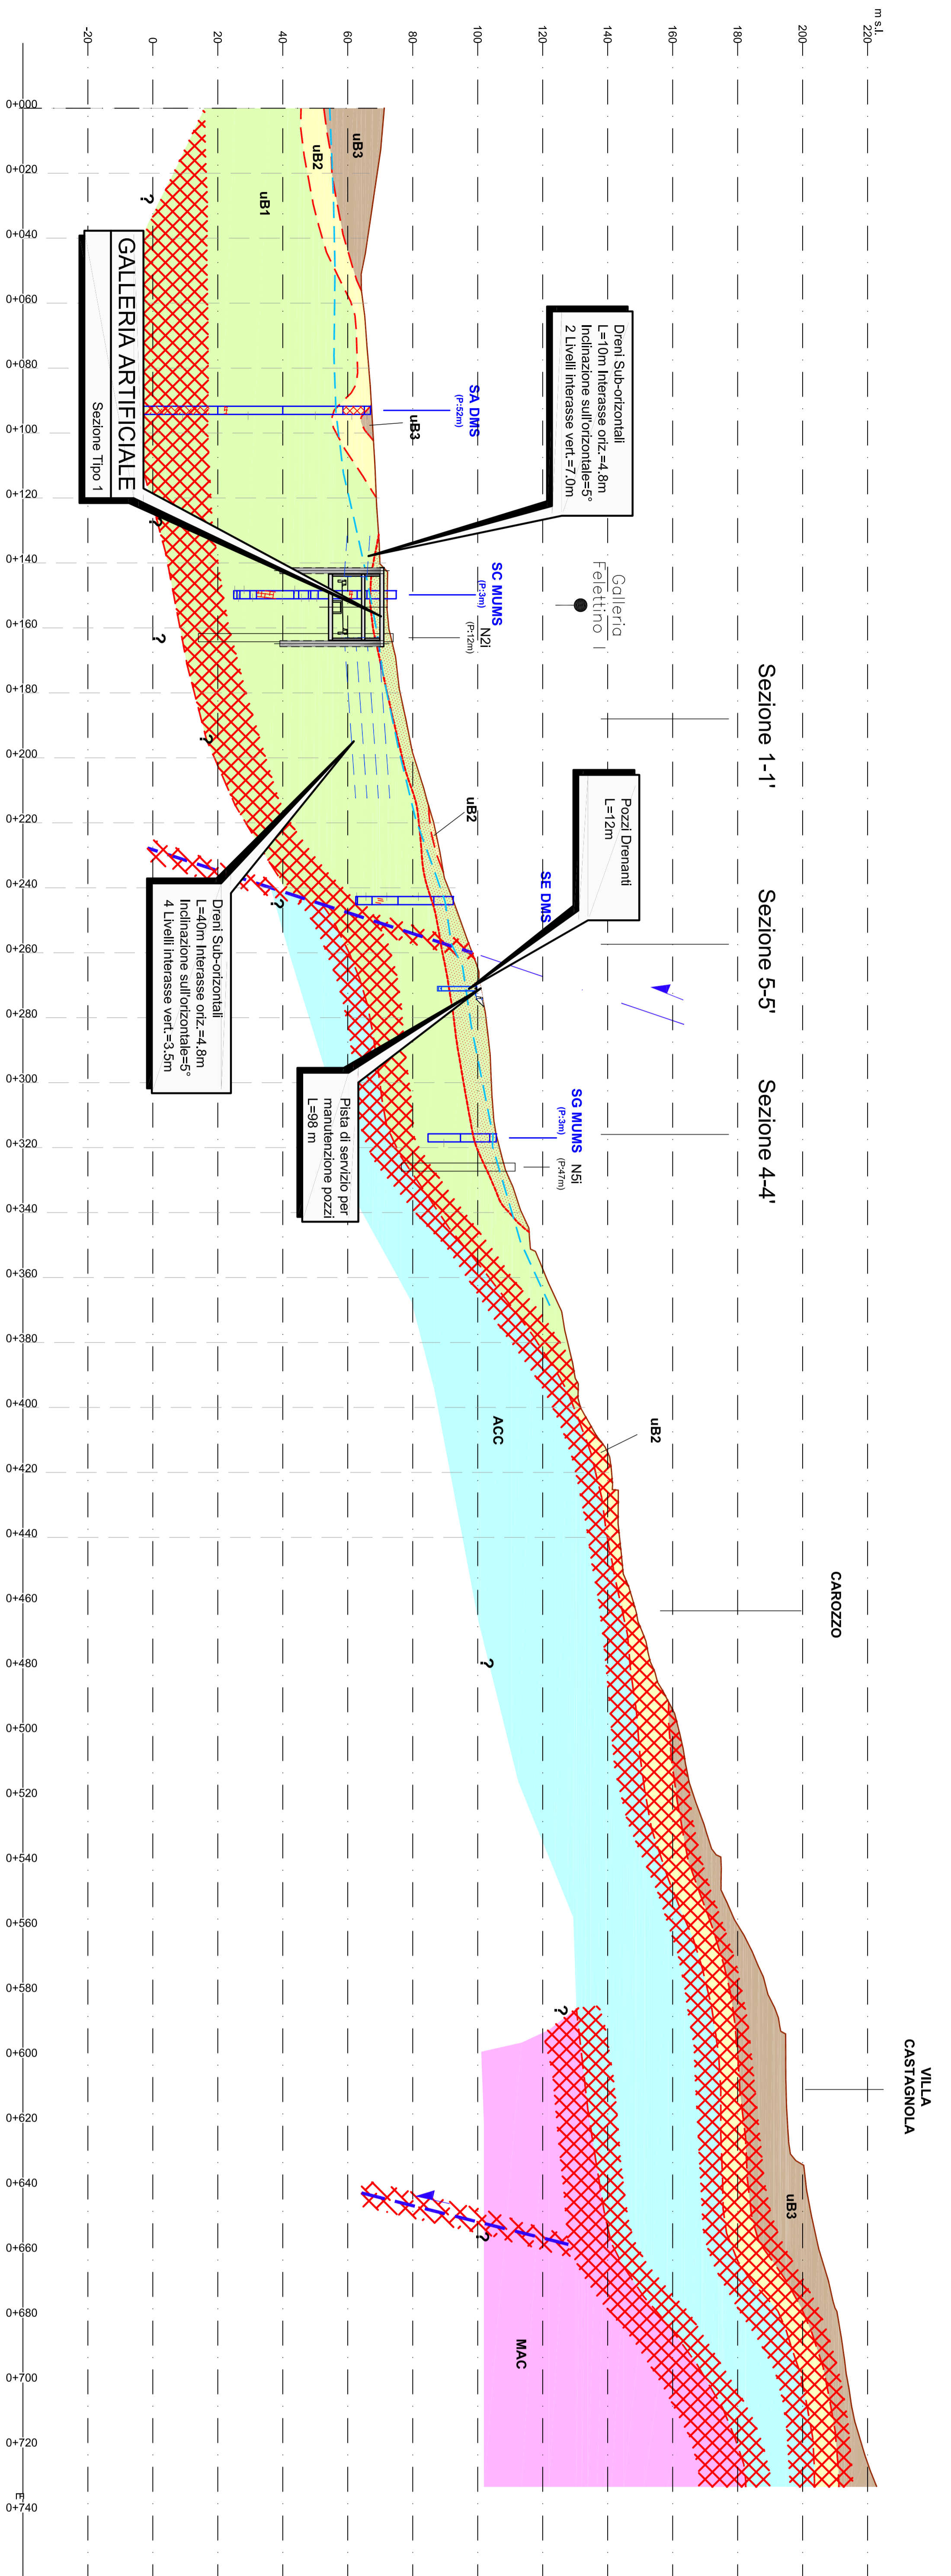 m s.l.
220
200
180
160
140
120
100
80
60
40
20
0
-20
Sezione 1-1'
Sezione 5-5'
Sezione 4-4'
CAROZZO
VILLA
CASTAGNOLA
Galleria
Felettino I
Dreni Sub-orizontali
L=10m Interasse oriz.=4.8m
Inclinazione sull'orizontale=5°
2 Livelli interasse vert.=7.0m
Pozzi Drenanti
L=12m
SA DMS
(P:52m)
SC MUMS
(P:3m)
N2i
(P:12m)
SE DMS
SG MUMS
(P:3m)
N5i
(P:47m)
uB3
uB2
uB1
uB3
uB2
uB2
uB3
ACC
MAC
?
?
?
?
?
?
?
?
GALLERIA ARTIFICIALE
Sezione Tipo 1
Dreni Sub-orizontali
L=40m Interasse oriz.=4.8m
Inclinazione sull'orizontale=5°
4 Livelli interasse vert.=3.5m
Pista di servizio per
manutenzione pozzi
L=98 m
0+000
0+020
0+040
0+060
0+080
0+100
0+120
0+140
0+160
0+180
0+200
0+220
0+240
0+260
0+280
0+300
0+320
0+340
0+360
0+380
0+400
0+420
0+440
0+460
0+480
0+500
0+520
0+540
0+560
0+580
0+600
0+620
0+640
0+660
0+680
0+700
0+720
0+740
m